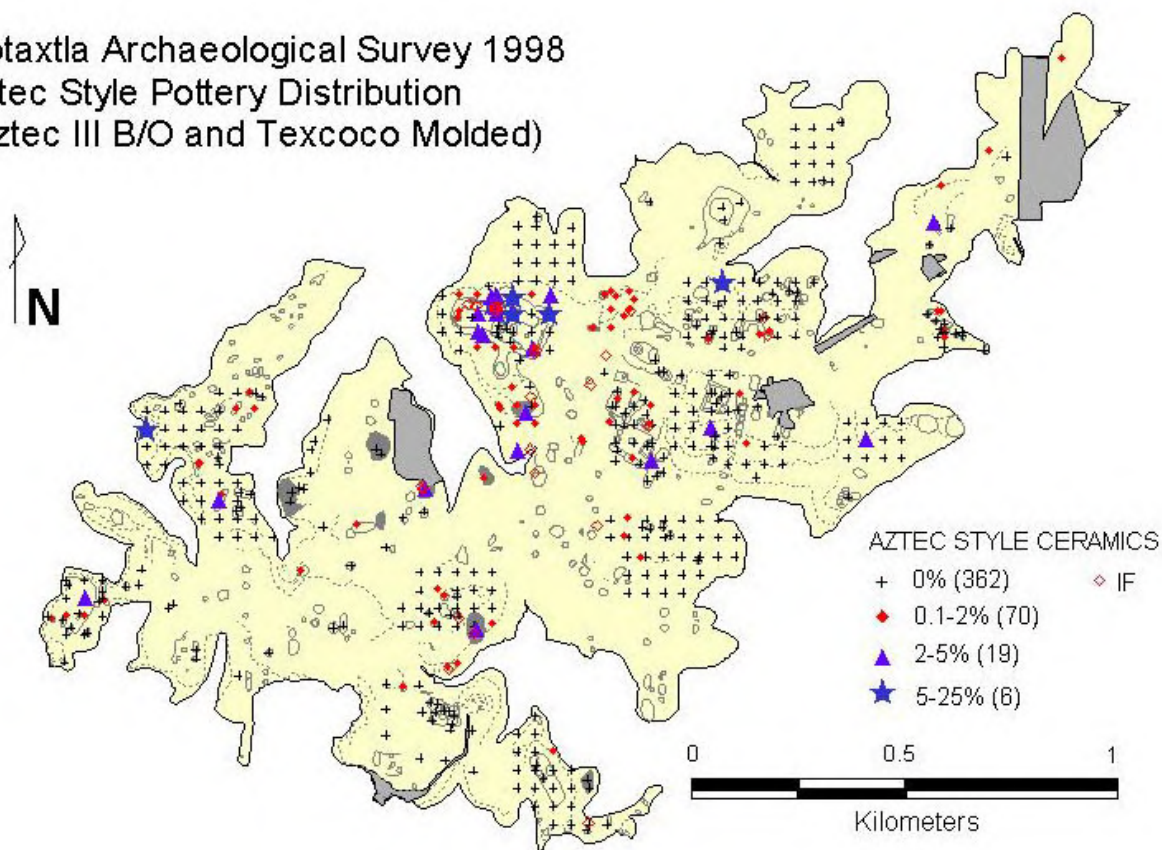 otaxtla Archaeological Survey 1998
tec Style Pottery Distribution
ztec III B/O and Texcoco Molded)
N
AZTEC STYLE CERAMICS
0% (362) IF
0.1-2% (70)
2-5% (19)
5-25% (6)
0 0.5 1
Kilometers